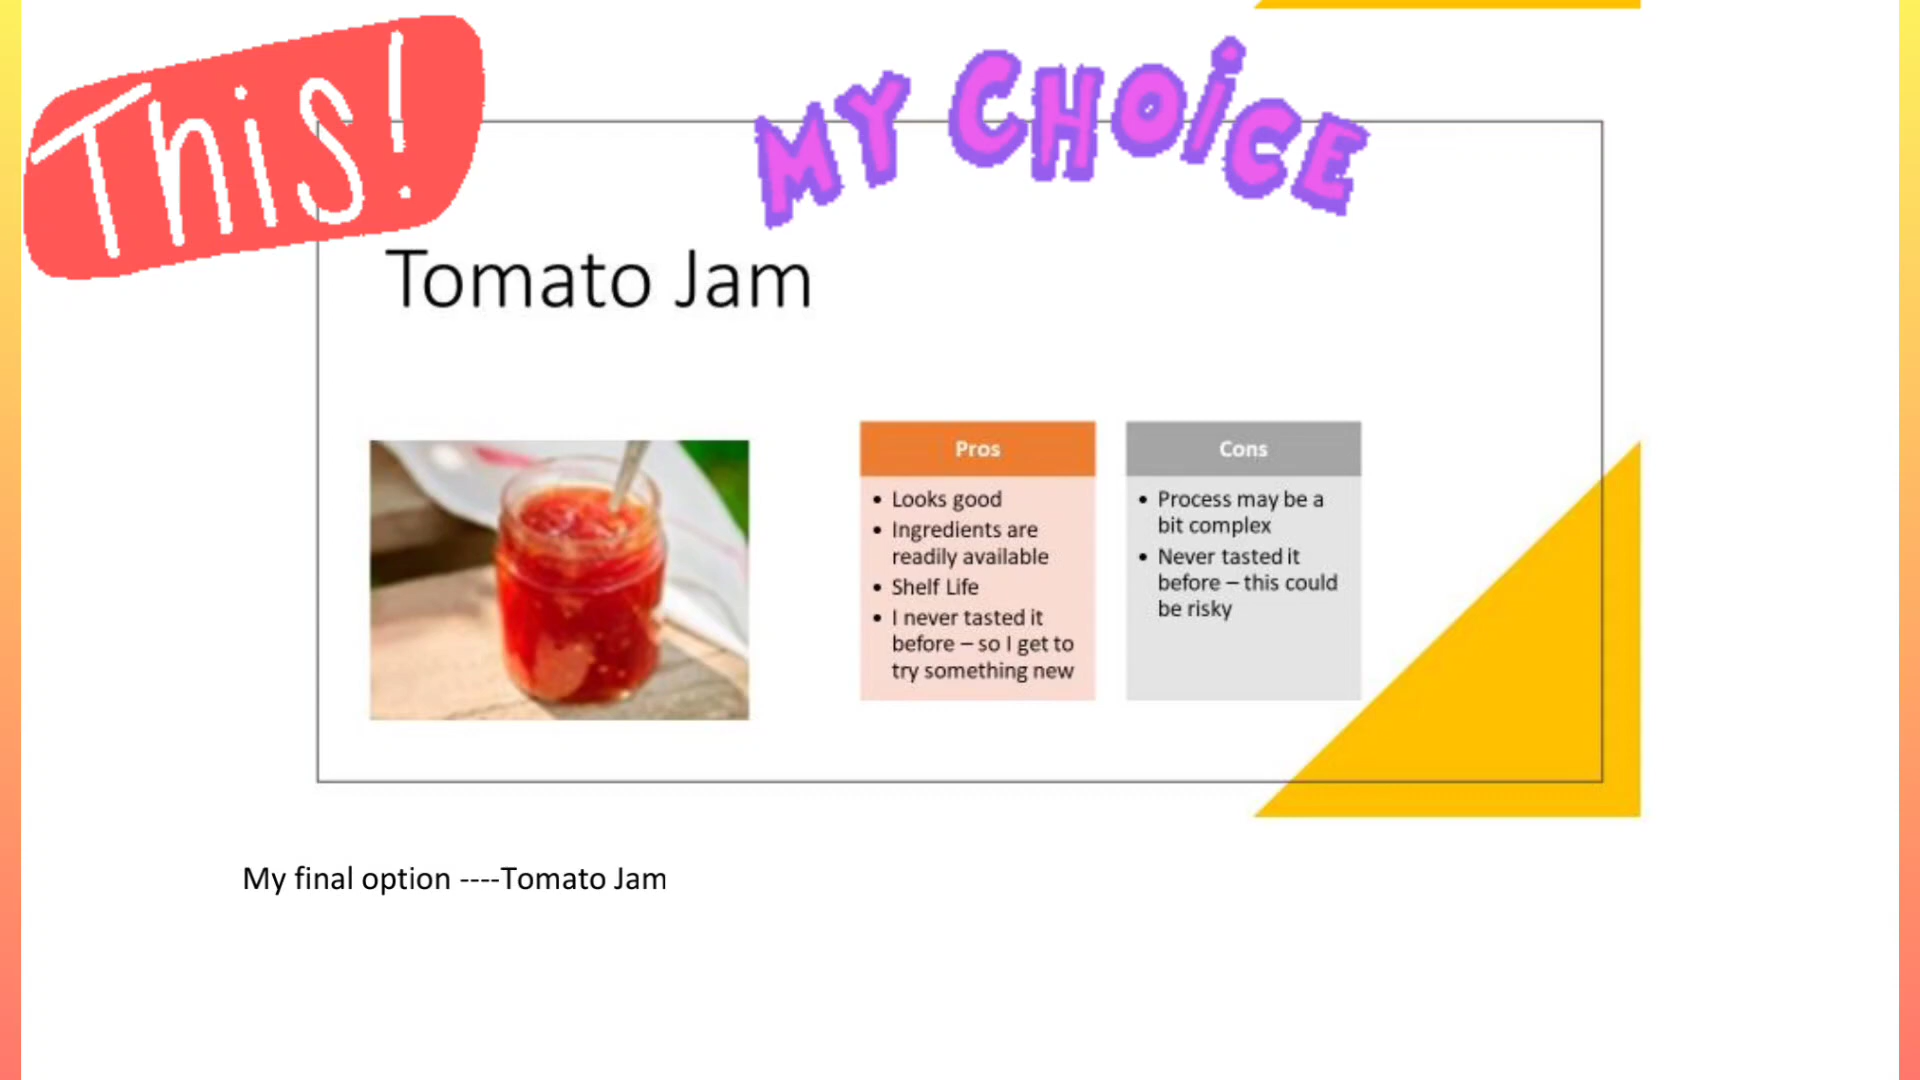 This!
MY CHOiCE
Tomato Jam
Pros
• Looks good
• Ingredients are
readily available
• Shelf Life
• I never tasted it
before – so I get to
try something new
Cons
• Process may be a
bit complex
• Never tasted it
before – this could
be risky
My final option ----Tomato Jam